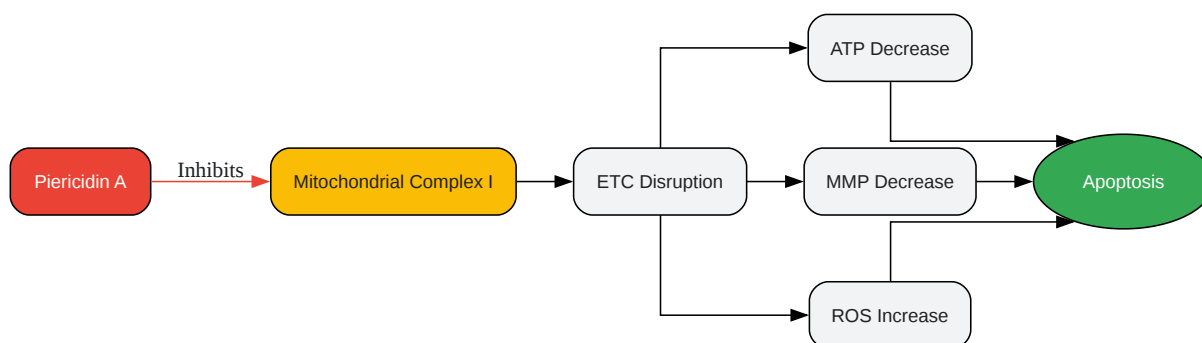 Piericidin A
Inhibits
Mitochondrial Complex I
ETC Disruption
ATP Decrease
MMP Decrease
ROS Increase
Apoptosis